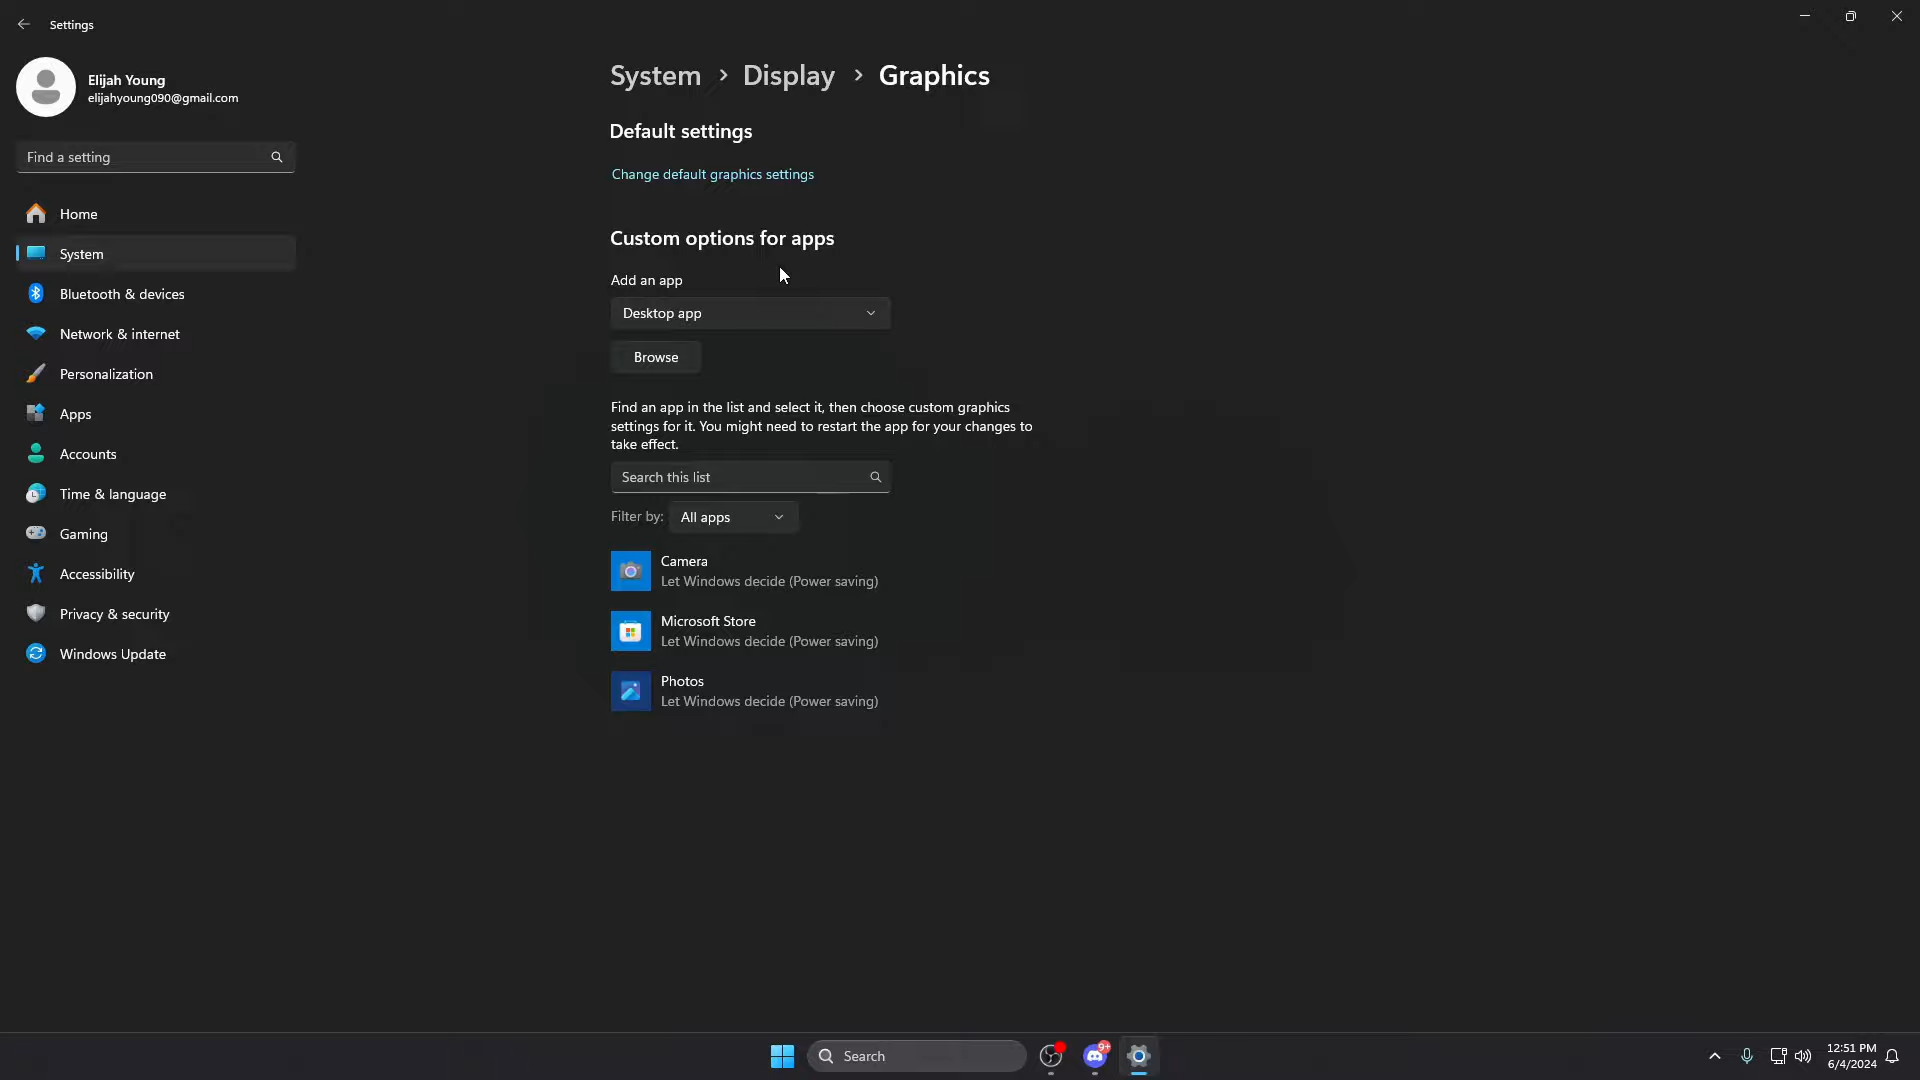 Settings
Elijah Young
elijahyoung090@gmail.com
Find a setting
Home
System
Bluetooth & devices
Network & internet
Personalization
Apps
Accounts
Time & language
Gaming
Accessibility
Privacy & security
Windows Update
System > Display > Graphics
Default settings
Change default graphics settings
Custom options for apps
Add an app
Desktop app
Browse
Find an app in the list and select it, then choose custom graphics
settings for it. You might need to restart the app for your changes to
take effect.
Search this list
Filter by: All apps
Camera
Let Windows decide (Power saving)
Microsoft Store
Let Windows decide (Power saving)
Photos
Let Windows decide (Power saving)
Search
9+
12:51 PM
6/4/2024